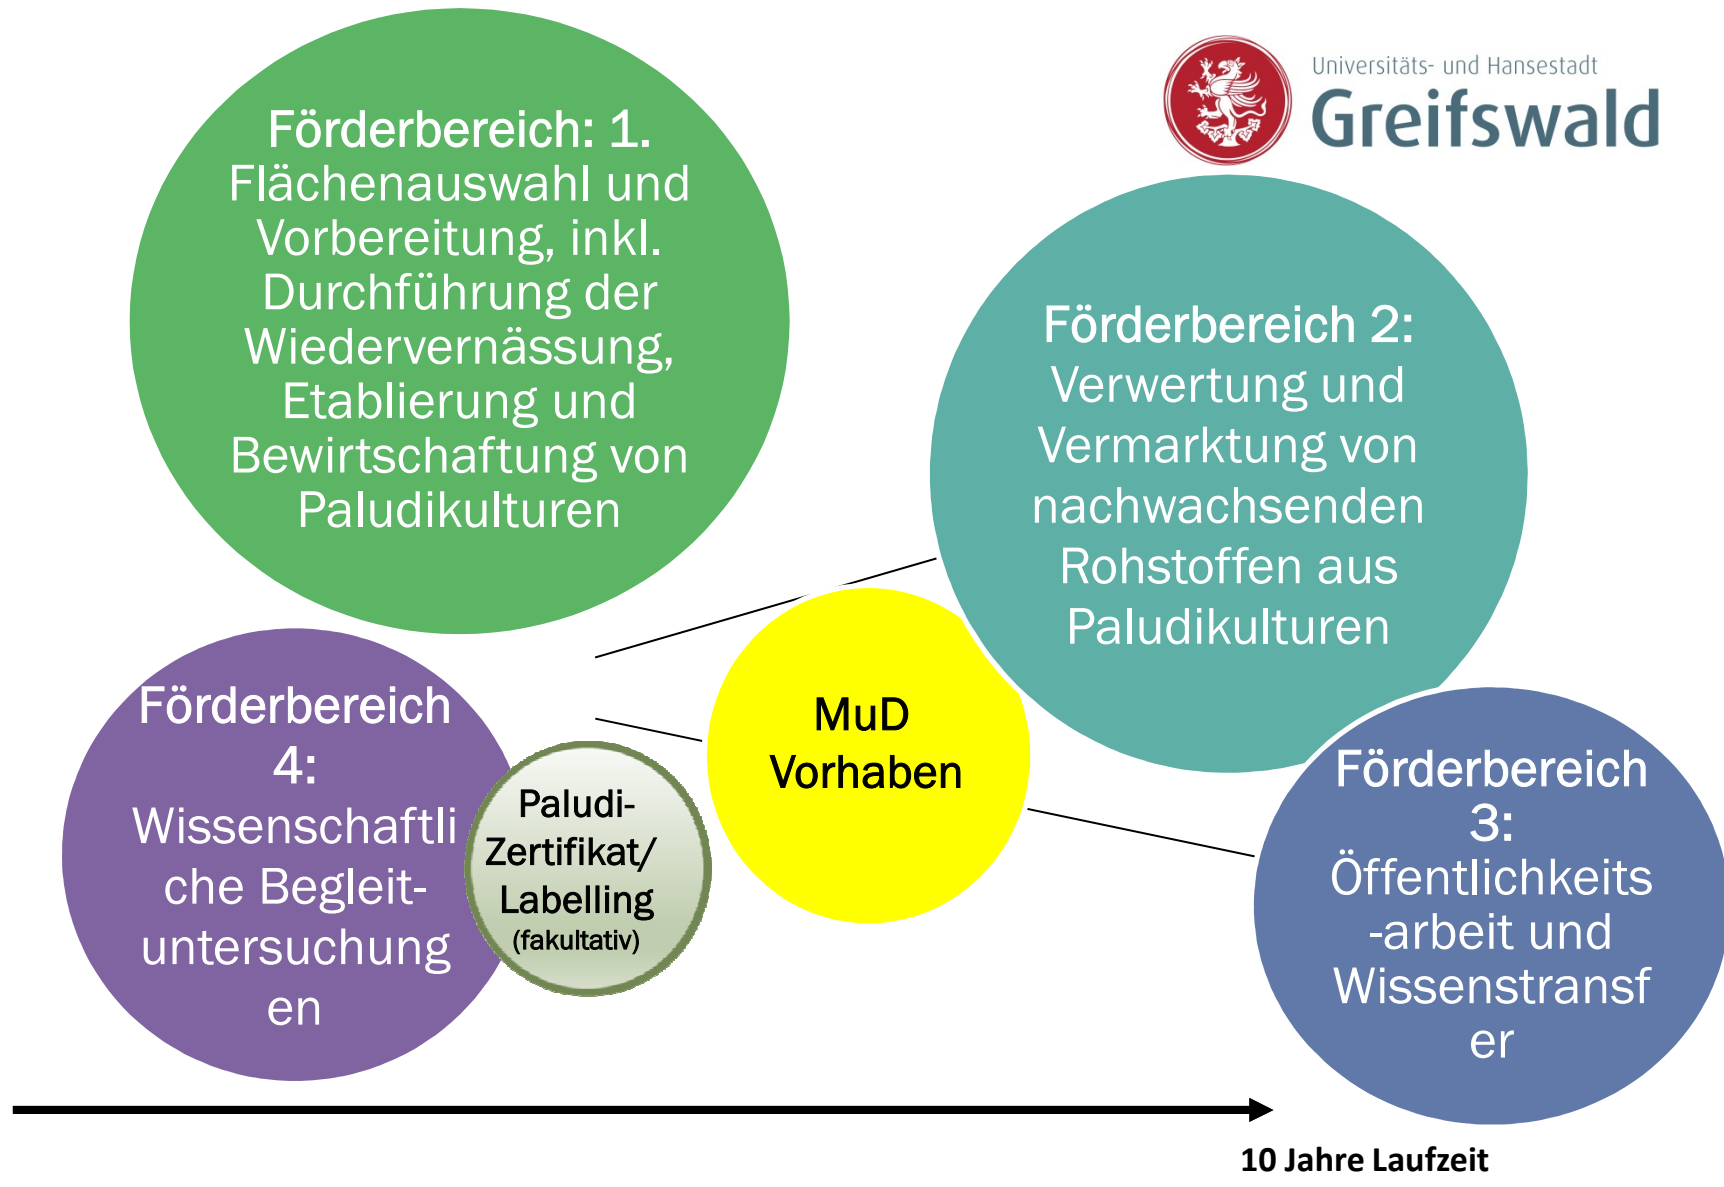 Universitäts- und Hansestadt
Greifswald
Förderbereich: 1.
Flächenauswahl und
Vorbereitung, inkl.
Durchführung der
Wiedervernässung,
Etablierung und
Bewirtschaftung von
Paludikulturen
Förderbereich 2:
Verwertung und
Vermarktung von
nachwachsenden
Rohstoffen aus
Paludikulturen
Förderbereich
4:
Wissenschaftli
che Begleit-
untersuchung
en
Paludi-
Zertifikat/
Labelling
(fakultativ)
MuD
Vorhaben
Förderbereich
3:
Öffentlichkeits
-arbeit und
Wissenstransf
er
10 Jahre Laufzeit